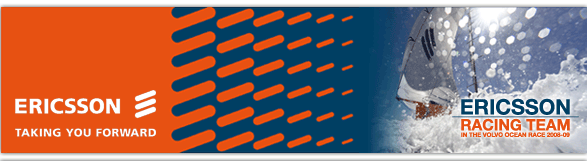 ERICSSON
TAKING YOU FORWARD
ERICSSON
RACING TEAM
IN THE VOLVO OCEAN RACE 2008-09